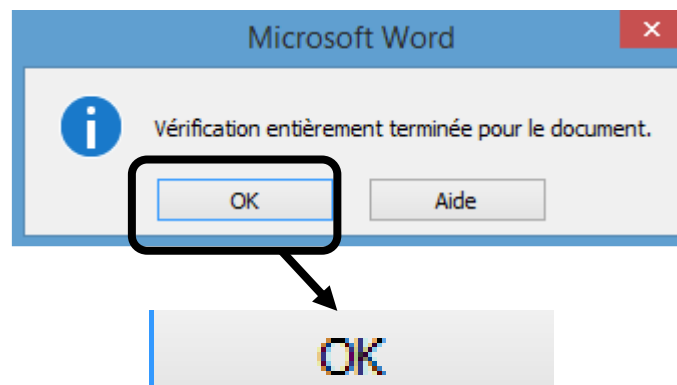 Microsoft Word
Vérification entièrement terminée pour le document.
OK Aide
OK